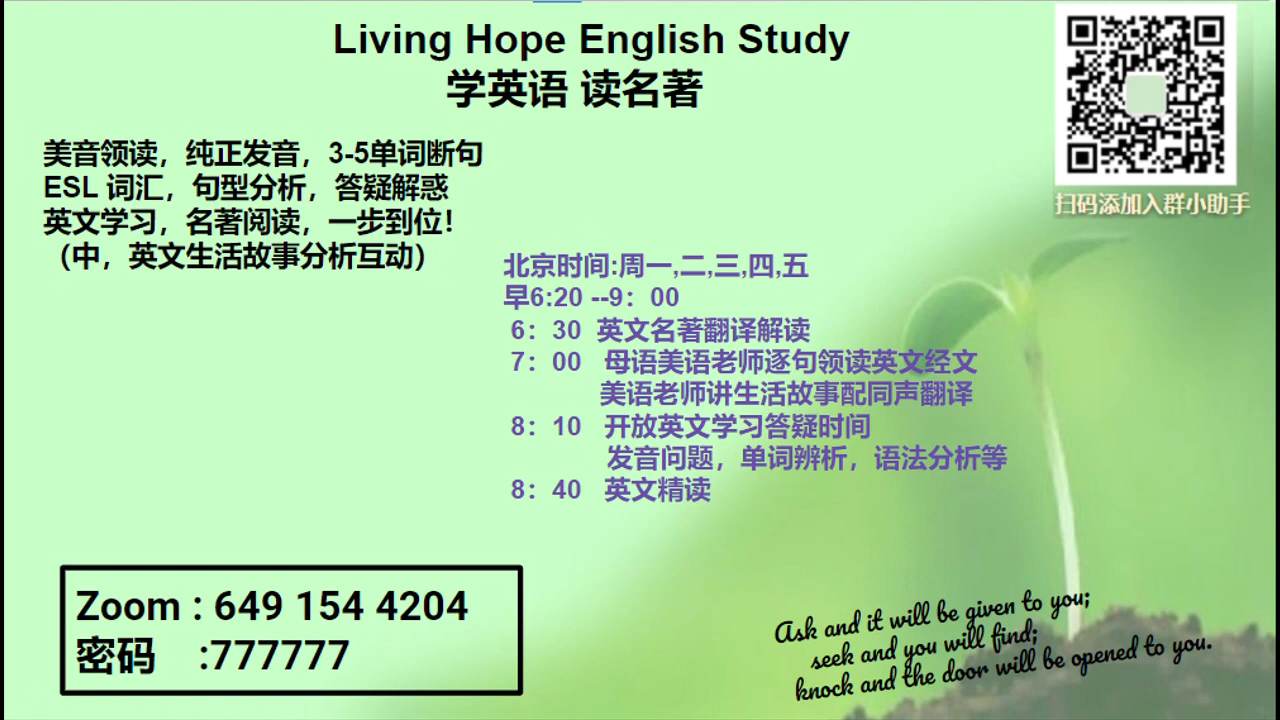 Living Hope English Study
学英语 读名著
美音领读，纯正发音，3-5单词断句
ESL 词汇，句型分析，答疑解惑
英文学习，名著阅读，一步到位！
（中，英文生活故事分析互动）
扫码添加入群小助手
北京时间:周一,二,三,四,五
早6:20 --9：00
6：30 英文名著翻译解读
7：00 母语美语老师逐句领读英文经文
美语老师讲生活故事配同声翻译
8：10 开放英文学习答疑时间
发音问题，单词辨析，语法分析等
8：40 英文精读
Zoom : 649 154 4204
密码 :777777
Ask and it will be given to you;
seek and you will find;
knock and the door will be opened to you.